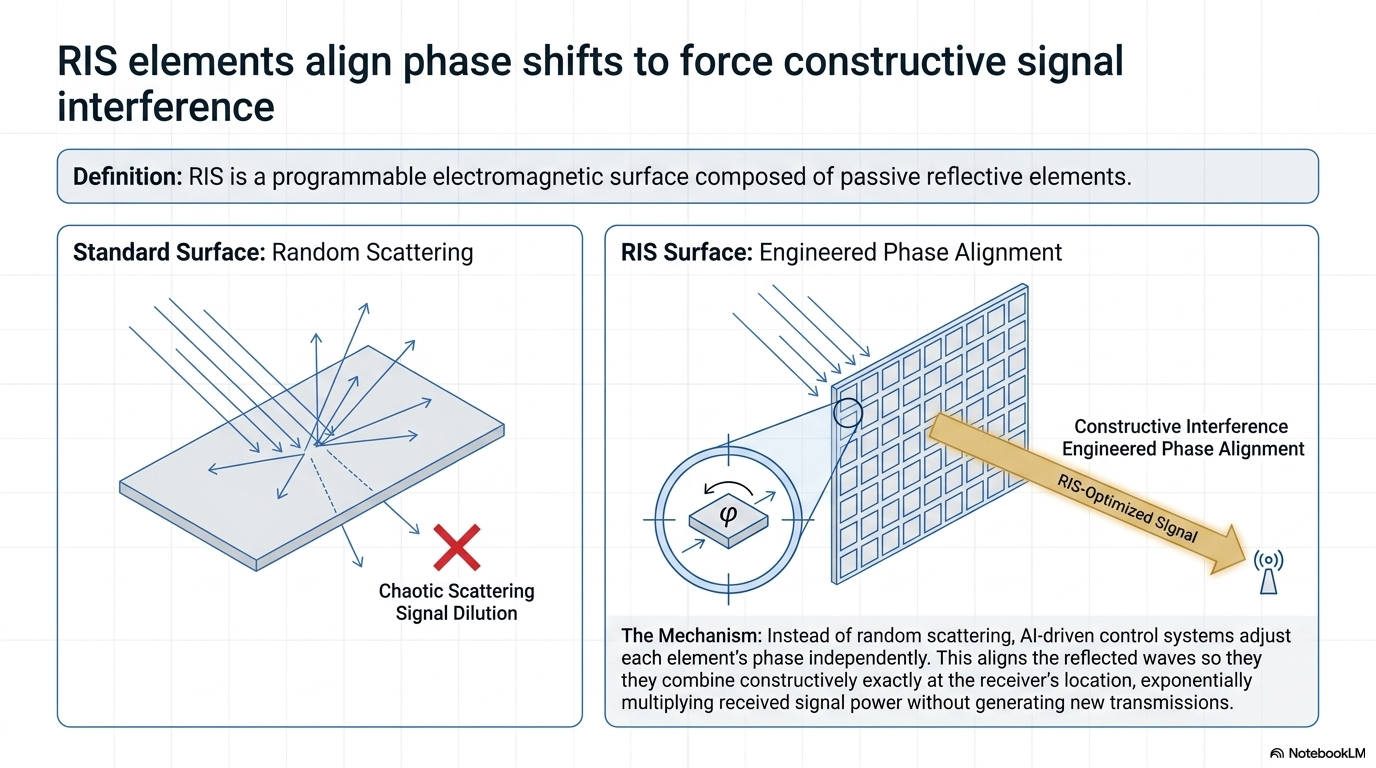 RIS elements align phase shifts to force constructive signal
interference
Definition: RIS is a programmable electromagnetic surface composed of passive reflective elements.
Standard Surface: Random Scattering
Chaotic Scattering
Signal Dilution
RIS Surface: Engineered Phase Alignment
φ
Constructive Interference
Engineered Phase Alignment
RIS-Optimized Signal
The Mechanism: Instead of random scattering, AI-driven control systems adjust
each element's phase independently. This aligns the reflected waves so they
they combine constructively exactly at the receiver's location, exponentially
multiplying received signal power without generating new transmissions.
NotebookLM